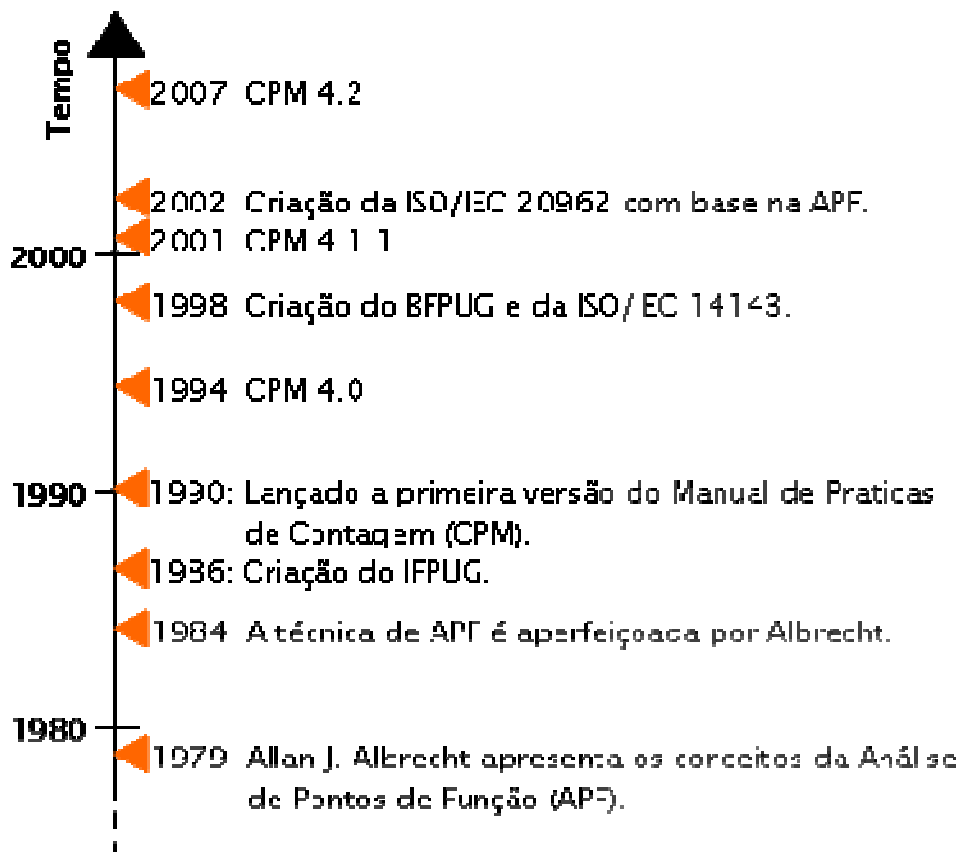 Tempo
2007 CPM 4.2
2002 Criação da ISO/IEC 20962 com base na APF.
2001 CPM 4.1.1
2000
1998 Criação do BFPUG e da ISO/IEC 14143.
1994 CPM 4.0
1990
1990: Lançado a primeira versão do Manual de Praticas
de Contagem (CPM).
1986: Criação do IFPUG.
1984 A técnica de APF é aperfeiçoada por Albrecht.
1980
1979 Allan J. Albrecht apresenta os conceitos da Análise
de Pontos de Função (APF).